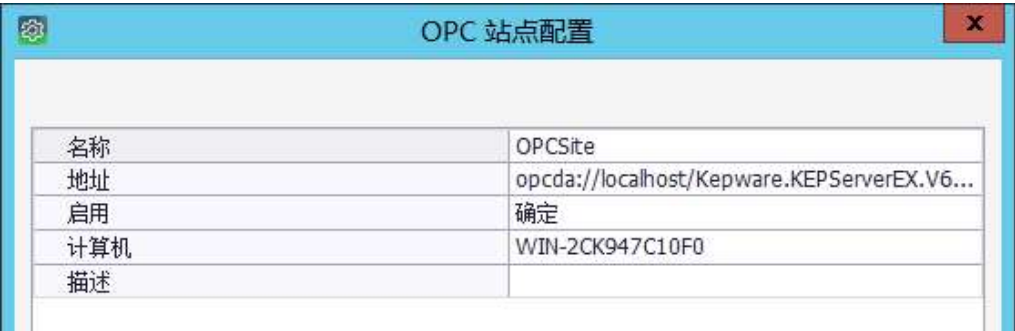 OPC 站点配置
名称 OPCSite
地址 opcda://localhost/Kepware.KEPServerEX.V6...
启用 确定
计算机 WIN-2CK947C10F0
描述